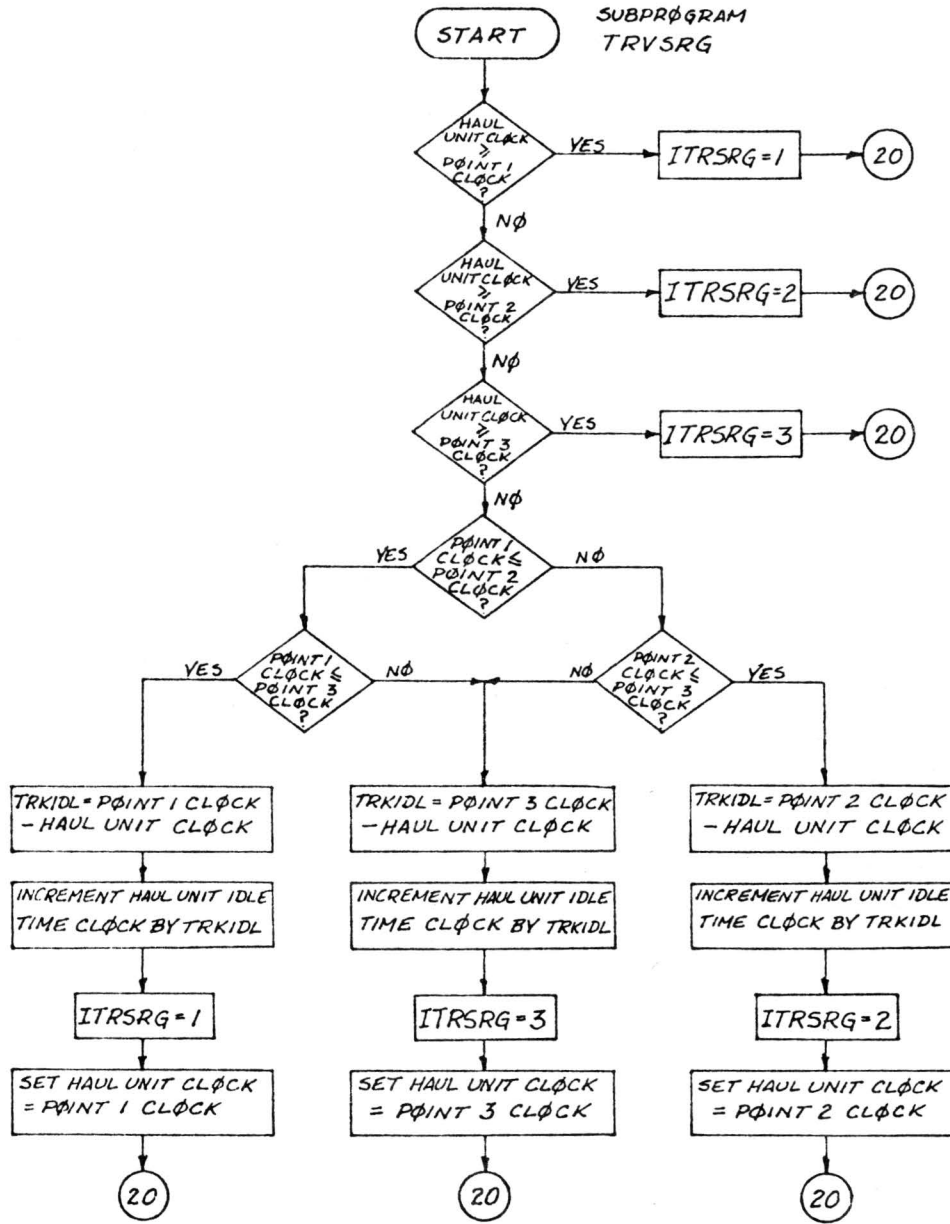 SUBPRØGRAM
TRVSRG
START
HAUL
UNIT CLØCK
≥
PØINT 1
CLØCK
?
YES
ITRSRG=1
20
NØ
HAUL
UNIT CLØCK
≥
PØINT 2
CLØCK
?
YES
ITRSRG=2
20
NØ
HAUL
UNIT CLØCK
≥
PØINT 3
CLØCK
?
YES
ITRSRG=3
20
NØ
PØINT 1
CLØCK ≤
PØINT 2
CLØCK
?
YES
NØ
PØINT 1
CLØCK ≤
PØINT 3
CLØCK
?
YES
NØ
PØINT 2
CLØCK ≤
PØINT 3
CLØCK
?
NØ
YES
TRKIDL=PØINT 1 CLØCK
-HAUL UNIT CLØCK
INCREMENT HAUL UNIT IDLE
TIME CLØCK BY TRKIDL
ITRSRG=1
SET HAUL UNIT CLØCK
= PØINT 1 CLØCK
20
TRKIDL=PØINT 3 CLØCK
-HAUL UNIT CLØCK
INCREMENT HAUL UNIT IDLE
TIME CLØCK BY TRKIDL
ITRSRG=3
SET HAUL UNIT CLØCK
= PØINT 3 CLØCK
20
TRKIDL=PØINT 2 CLØCK
-HAUL UNIT CLØCK
INCREMENT HAUL UNIT IDLE
TIME CLØCK BY TRKIDL
ITRSRG=2
SET HAUL UNIT CLØCK
= PØINT 2 CLØCK
20